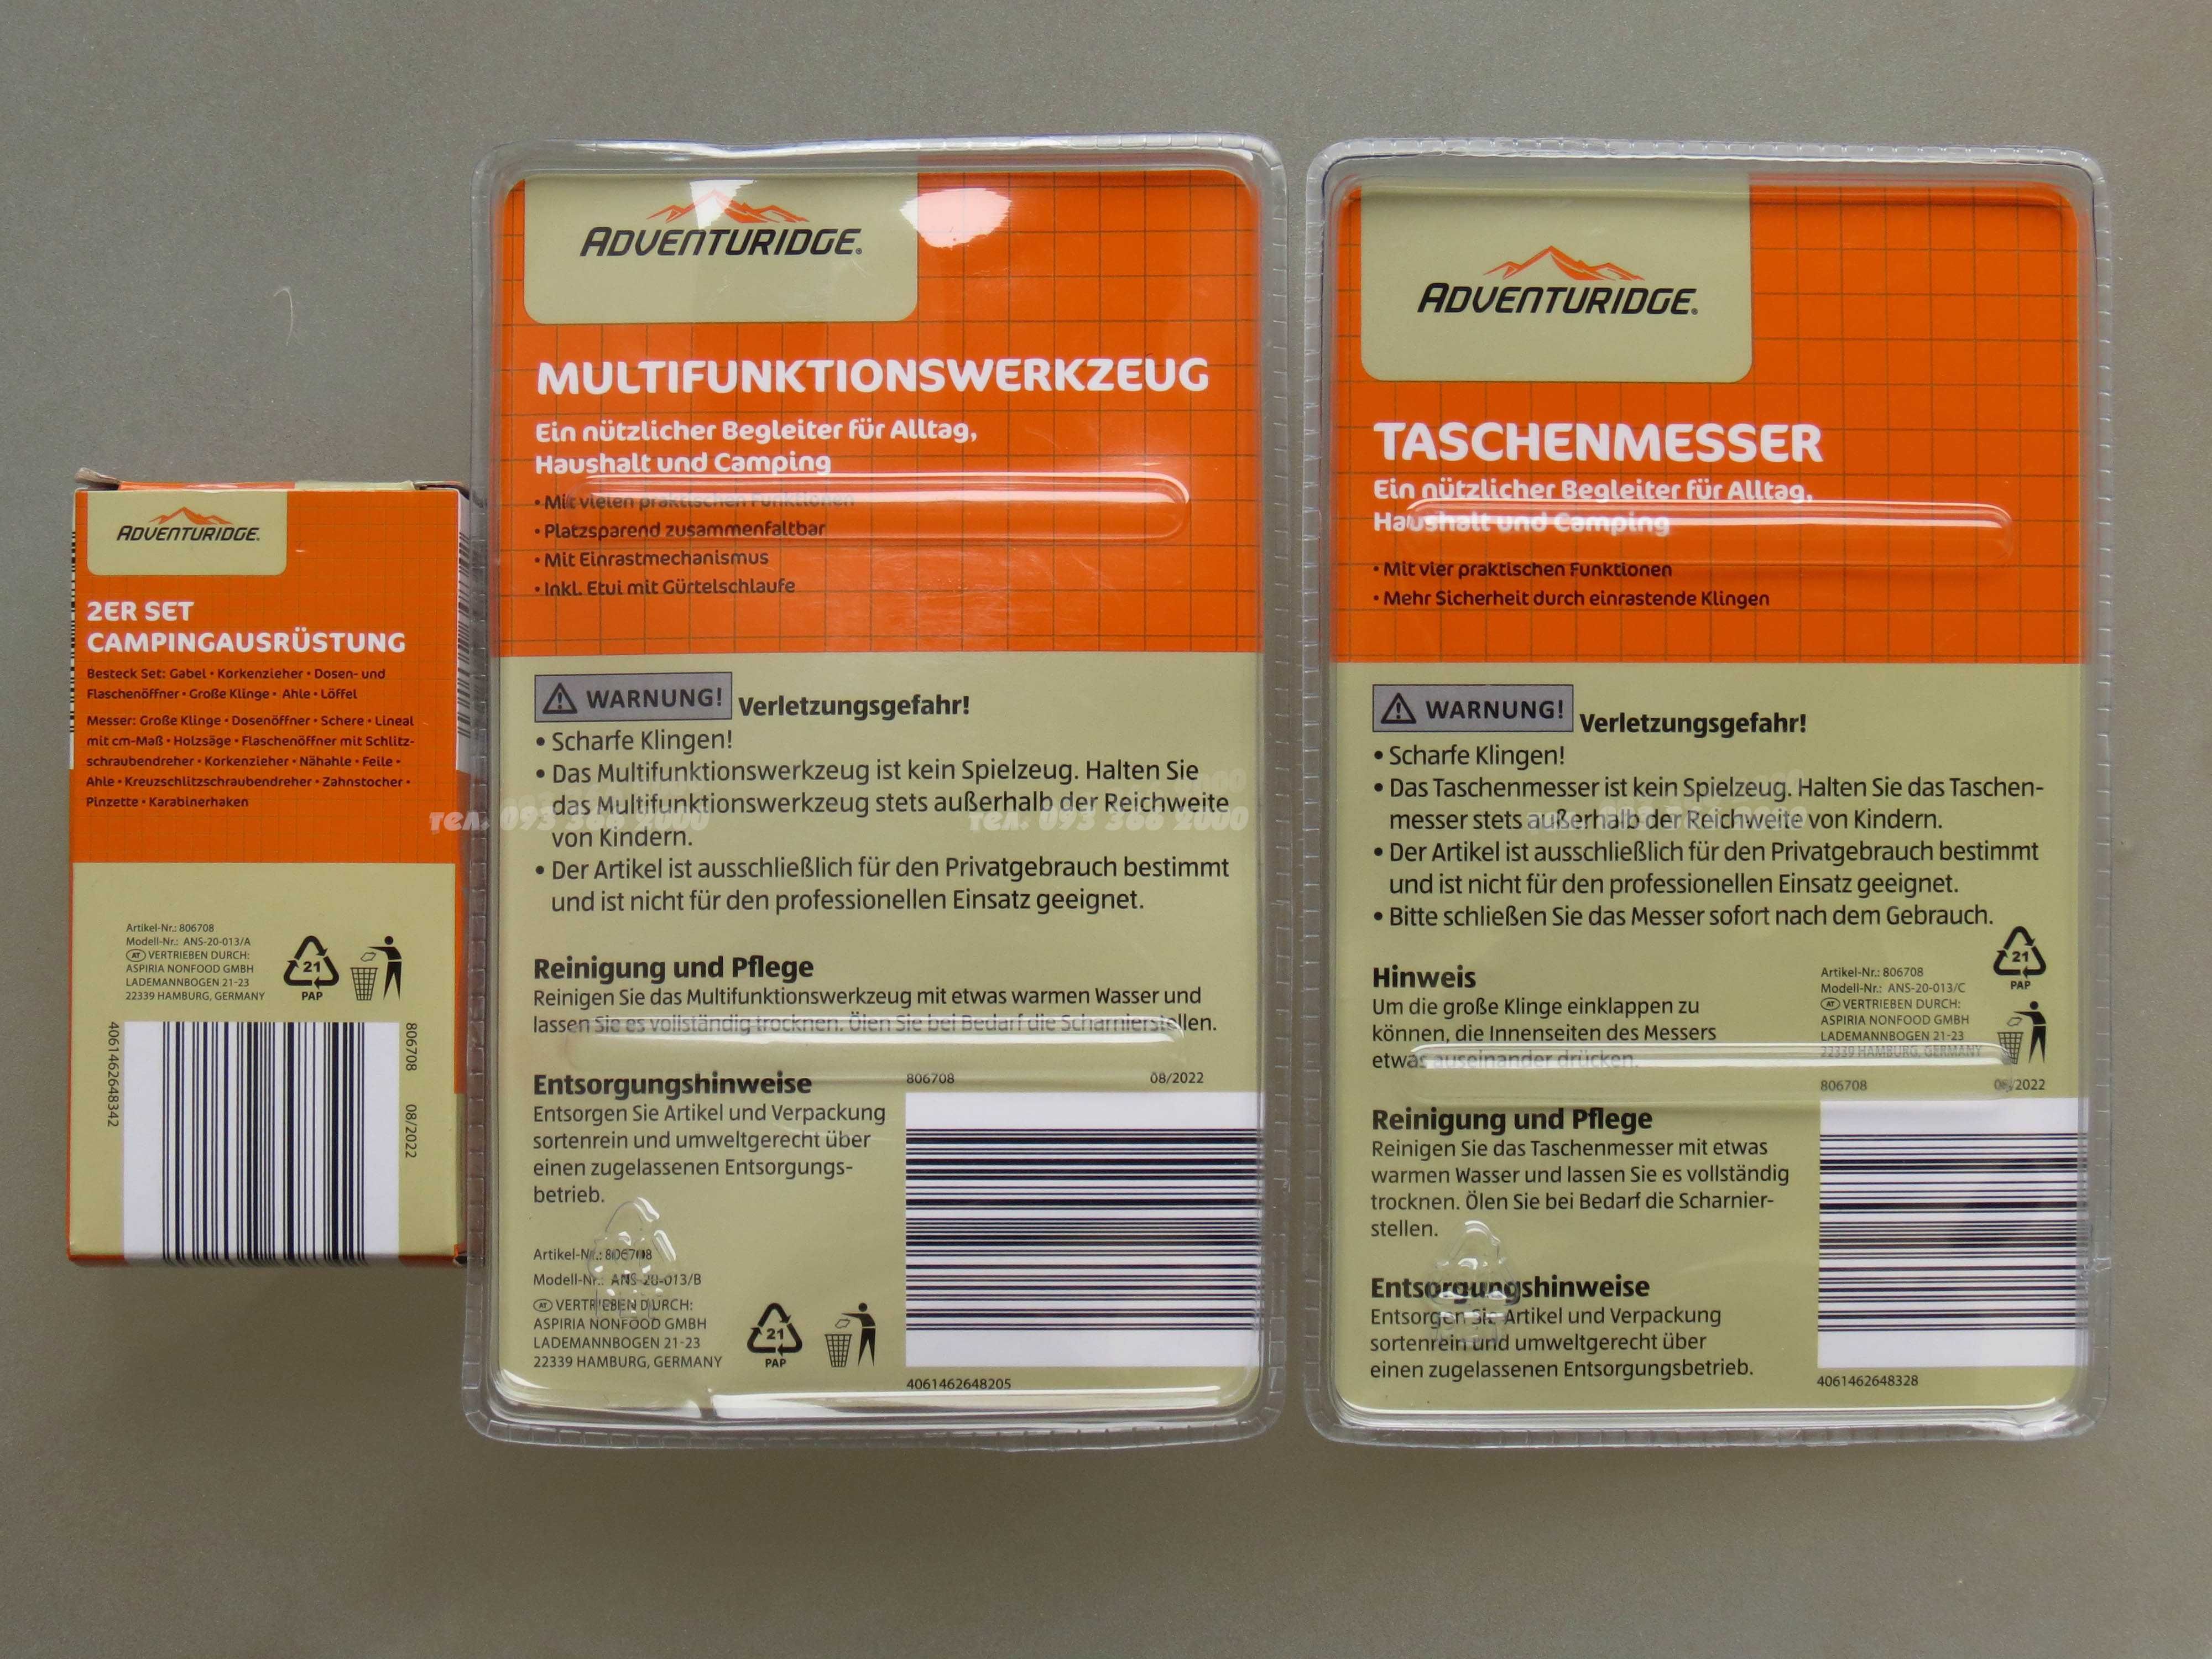 ADVENTURIDGE.
2ER SET
CAMPINGAUSRÜSTUNG
Besteck Set: Gabel • Korkenzieher • Dosen- und
Flaschenöffner • Große Klinge • Ahle • Löffel
Messer: Große Klinge • Dosenöffner • Schere • Lineal
mit cm-Maß • Holzsäge • Flaschenöffner mit Schlitz-
schraubendreher • Korkenzieher • Nähahle • Feile •
Ahle • Kreuzschlitzschraubendreher • Zahnstocher •
Pinzette • Karabinerhaken
Artikel-Nr.: 806708
Modell-Nr.: ANS-20-013/A
AT VERTRIEBEN DURCH:
ASPIRIA NONFOOD GMBH
LADEMANNBOGEN 21-23
22339 HAMBURG, GERMANY
21
PAP
4061462648342
806708 08/2022
ADVENTURIDGE®
MULTIFUNKTIONSWERKZEUG
Ein nützlicher Begleiter für Alltag,
Haushalt und Camping
• Mit vielen praktischen Funktionen
• Platzsparend zusammenfaltbar
• Mit Einrastmechanismus
• Inkl. Etui mit Gürtelschlaufe
WARNUNG! Verletzungsgefahr!
• Scharfe Klingen!
• Das Multifunktionswerkzeug ist kein Spielzeug. Halten Sie
das Multifunktionswerkzeug stets außerhalb der Reichweite
von Kindern.
• Der Artikel ist ausschließlich für den Privatgebrauch bestimmt
und ist nicht für den professionellen Einsatz geeignet.
Reinigung und Pflege
Reinigen Sie das Multifunktionswerkzeug mit etwas warmen Wasser und
lassen Sie es vollständig trocknen. Ölen Sie bei Bedarf die Scharnierstellen.
Entsorgungshinweise
Entsorgen Sie Artikel und Verpackung
sortenrein und umweltgerecht über
einen zugelassenen Entsorgungs-
betrieb.
806708 08/2022
Artikel-Nr.: 806708
Modell-Nr.: ANS-20-013/B
AT VERTRIEBEN DURCH:
ASPIRIA NONFOOD GMBH
LADEMANNBOGEN 21-23
22339 HAMBURG, GERMANY
21
PAP
4061462648205
ADVENTURIDGE®
TASCHENMESSER
Ein nützlicher Begleiter für Alltag,
Haushalt und Camping
• Mit vier praktischen Funktionen
• Mehr Sicherheit durch einrastende Klingen
WARNUNG! Verletzungsgefahr!
• Scharfe Klingen!
• Das Taschenmesser ist kein Spielzeug. Halten Sie das Taschen-
messer stets außerhalb der Reichweite von Kindern.
• Der Artikel ist ausschließlich für den Privatgebrauch bestimmt
und ist nicht für den professionellen Einsatz geeignet.
• Bitte schließen Sie das Messer sofort nach dem Gebrauch.
Hinweis
Um die große Klinge einklappen zu
können, die Innenseiten des Messers
etwas auseinander drücken.
Artikel-Nr.: 806708
Modell-Nr.: ANS-20-013/C
AT VERTRIEBEN DURCH:
ASPIRIA NONFOOD GMBH
LADEMANNBOGEN 21-23
22339 HAMBURG, GERMANY
21
PAP
806708 08/2022
Reinigung und Pflege
Reinigen Sie das Taschenmesser mit etwas
warmen Wasser und lassen Sie es vollständig
trocknen. Ölen Sie bei Bedarf die Scharnier-
stellen.
Entsorgungshinweise
Entsorgen Sie Artikel und Verpackung
sortenrein und umweltgerecht über
einen zugelassenen Entsorgungsbetrieb.
4061462648328
тел. 093 366 2000
тел. 093 366 2000